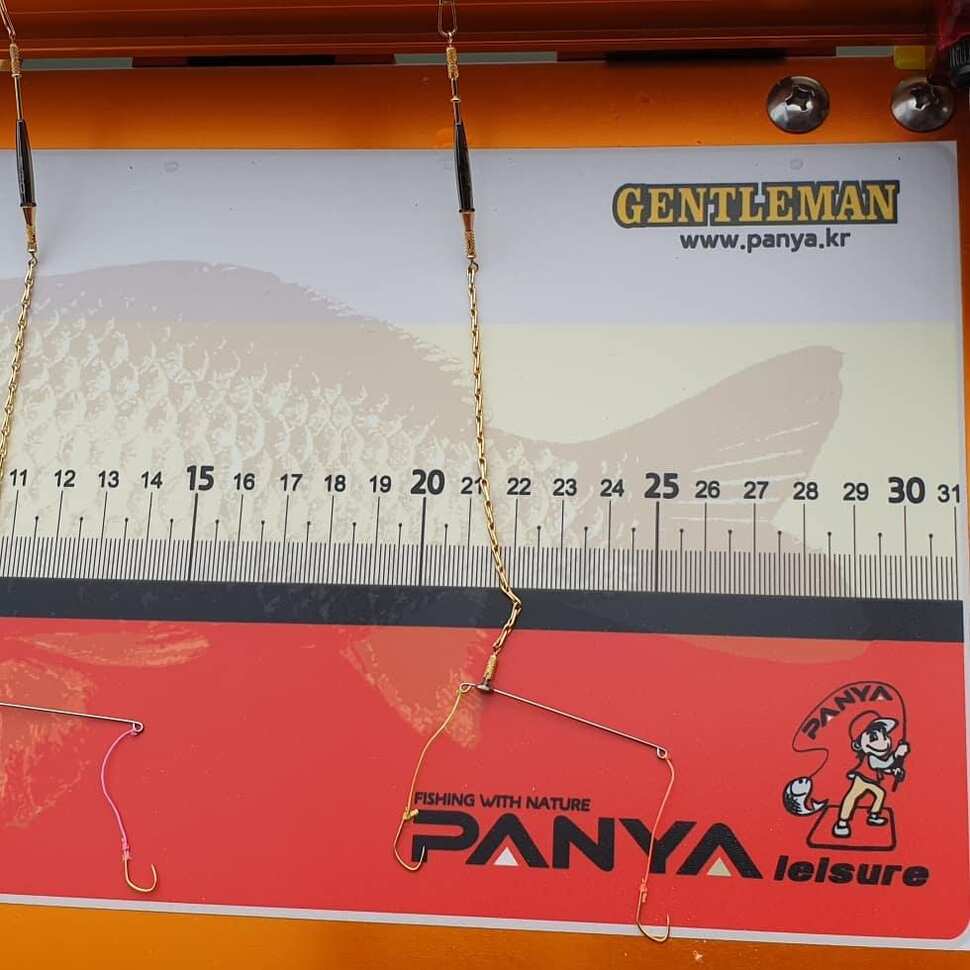 GENTLEMAN
www.panya.kr
11 12 13 14 15 16 17 18 19 20 21 22 23 24 25 26 27 28 29 30 31
PANYA
FISHING WITH NATURE
PANYA leisure